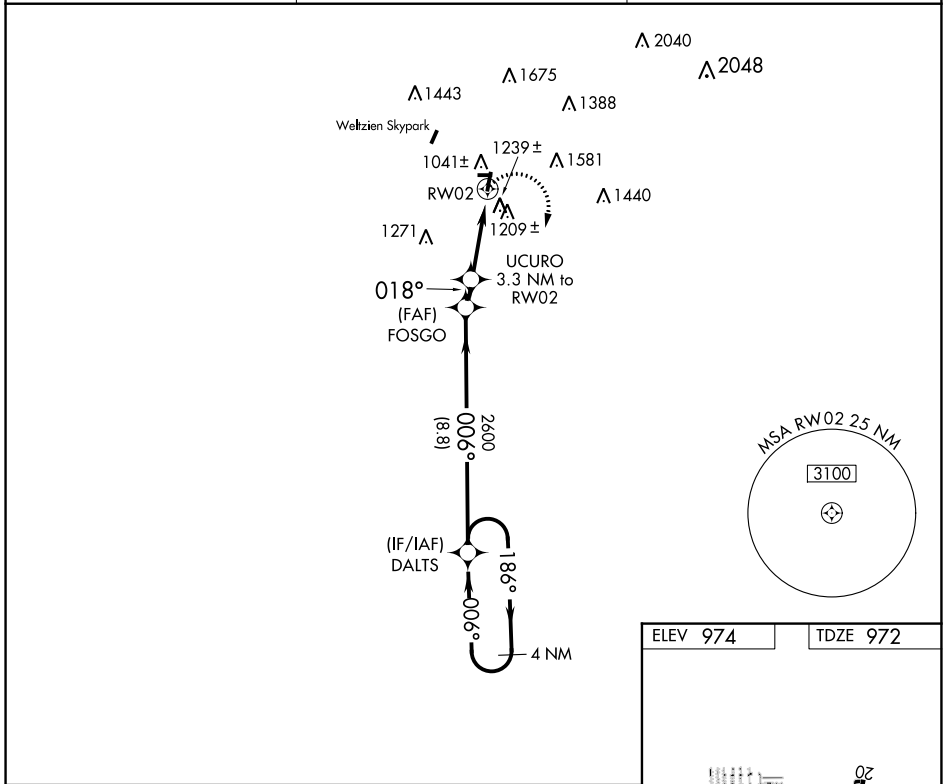 2040
2048
1675
1443
1388
Weltzien Skypark
1239 ±
1041±
1581
RW02
1440
1209 ±
1271
UCURO
3.3 NM to
RW02
018°
(FAF)
FOSGO
2600
006°
(8.8)
MSA RW02 25 NM
3100
(IF/IAF)
DALTS
186°
006°
4 NM
ELEV 974
TDZE 972
20